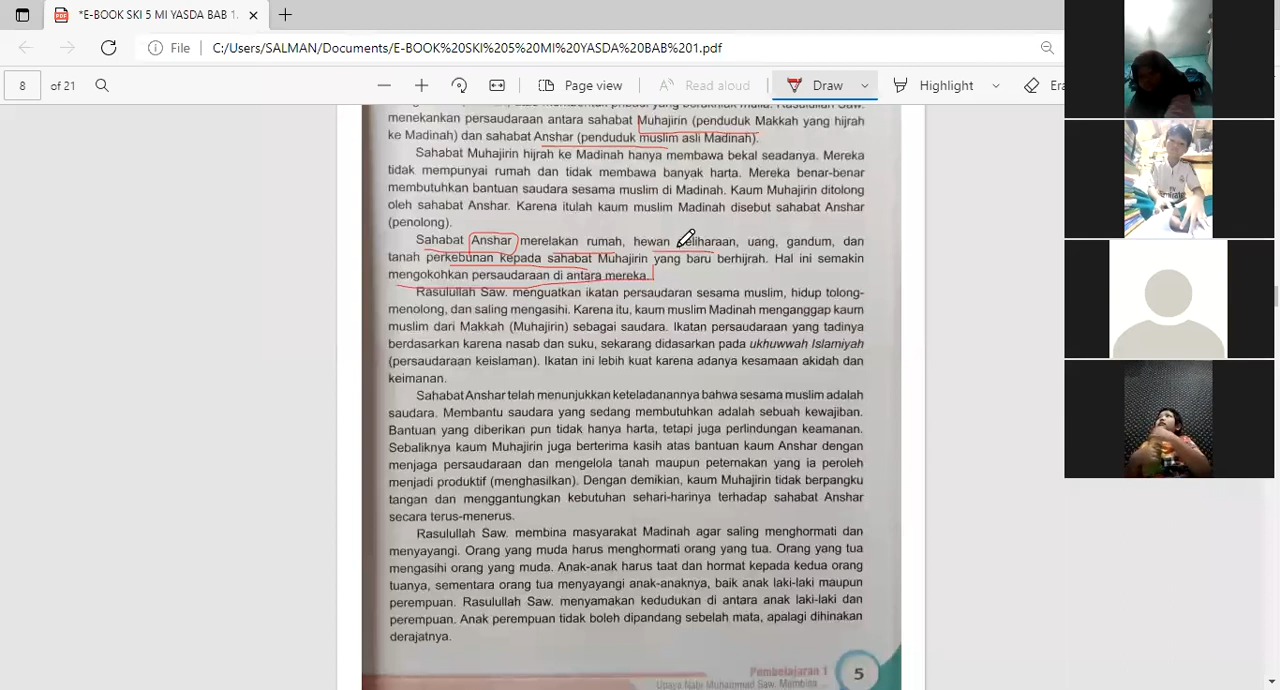 *E-BOOK SKI 5 MI YASDA BAB 1.
File C:/Users/SALMAN/Documents/E-BOOK%20SKI%205%20MI%20YASDA%20BAB%201.pdf
8 of 21 Page view Read aloud Draw Highlight Era
menekankan persaudaraan antara sahabat Muhajirin (penduduk Makkah yang hijrah
ke Madinah) dan sahabat Anshar (penduduk muslim asli Madinah).
Sahabat Muhajirin hijrah ke Madinah hanya membawa bekal seadanya. Mereka
tidak mempunyai rumah dan tidak membawa banyak harta. Mereka benar-benar
membutuhkan bantuan saudara sesama muslim di Madinah. Kaum Muhajirin ditolong
oleh sahabat Anshar. Karena itulah kaum muslim Madinah disebut sahabat Anshar
(penolong).
Sahabat Anshar merelakan rumah, hewan peliharaan, uang, gandum, dan
tanah perkebunan kepada sahabat Muhajirin yang baru berhijrah. Hal ini semakin
mengokohkan persaudaraan di antara mereka.
Rasulullah Saw. menguatkan ikatan persaudaran sesama muslim, hidup tolong-
menolong, dan saling mengasihi. Karena itu, kaum muslim Madinah menganggap kaum
muslim dari Makkah (Muhajirin) sebagai saudara. Ikatan persaudaraan yang tadinya
berdasarkan karena nasab dan suku, sekarang didasarkan pada ukhuwwah Islamiyah
(persaudaraan keislaman). Ikatan ini lebih kuat karena adanya kesamaan akidah dan
keimanan.
Sahabat Anshar telah menunjukkan keteladanannya bahwa sesama muslim adalah
saudara. Membantu saudara yang sedang membutuhkan adalah sebuah kewajiban.
Bantuan yang diberikan pun tidak hanya harta, tetapi juga perlindungan keamanan.
Sebaliknya kaum Muhajirin juga berterima kasih atas bantuan kaum Anshar dengan
menjaga persaudaraan dan mengelola tanah maupun peternakan yang ia peroleh
menjadi produktif (menghasilkan). Dengan demikian, kaum Muhajirin tidak berpangku
tangan dan menggantungkan kebutuhan sehari-harinya terhadap sahabat Anshar
secara terus-menerus.
Rasulullah Saw. membina masyarakat Madinah agar saling menghormati dan
menyayangi. Orang yang muda harus menghormati orang yang tua. Orang yang tua
mengasihi orang yang muda. Anak-anak harus taat dan hormat kepada kedua orang
tuanya, sementara orang tua menyayangi anak-anaknya, baik anak laki-laki maupun
perempuan. Rasulullah Saw. menyamakan kedudukan di antara anak laki-laki dan
perempuan. Anak perempuan tidak boleh dipandang sebelah mata, apalagi dihinakan
derajatnya.
Pembelajaran 1
Upaya Nabi Muhammad Saw. Membina ...
5